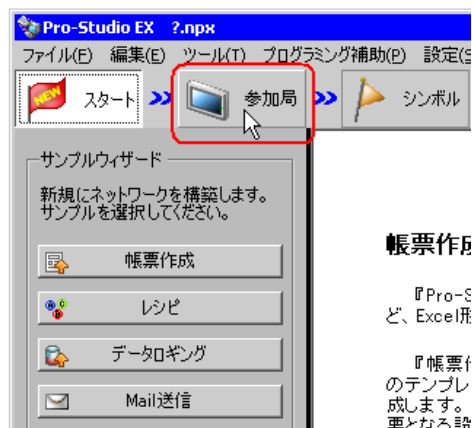 Pro-Studio EX ?.npx
ファイル(F) 編集(E) ツール(T) プログラミング補助(P) 設定(S
NEW スタート 参加局 シンボル
サンプルウィザード
新規にネットワークを構築します。
サンプルを選択してください。
帳票作成
レシピ
データロギング
Mail送信
帳票作成
『Pro-S
ど、Excel形
『帳票作
のテンプレ
成します。
要となる設